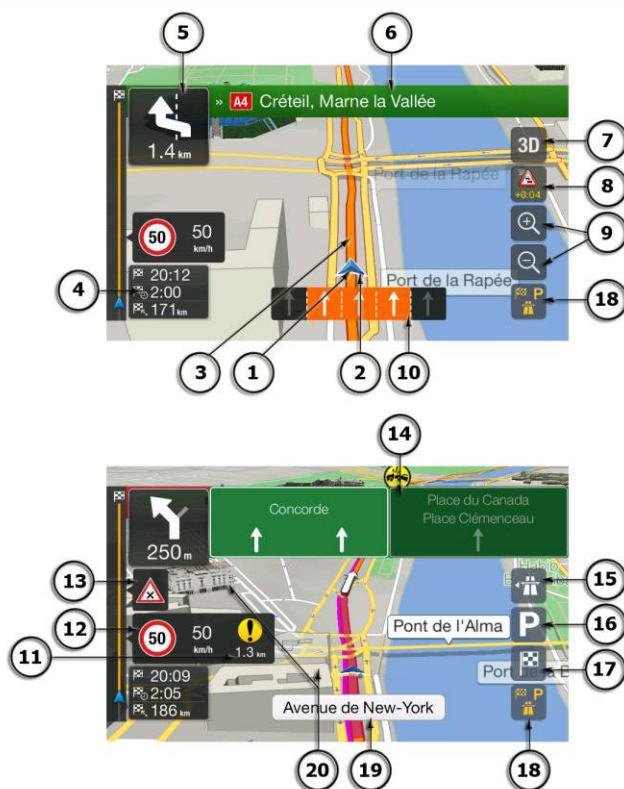 5
6
» A4 Créteil, Marne la Vallée
1.4 km
3D
7
Port de la Rapée
+0:04
8
50
50
km/h
9
4
20:12
2:00
171 km
Port de la Rapée
P
18
3
1
2
10
14
Concorde
Place du Canada
Place Clémenceau
250 m
13
15
12
50
50
km/h
1.3 km
Pont de l'Alma
P
16
11
17
20:09
2:05
186 km
Avenue de New-York
P
20
19
18